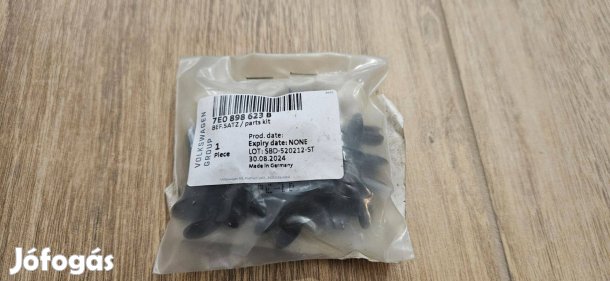 VOLKSWAGEN
GROUP
7E0 898 623 B
BEF.SATZ / parts kit
1
Piece
Prod. date:
Expiry date: NONE
LOT: SBD-520212-ST
30.08.2024
Made in Germany
Jófogás